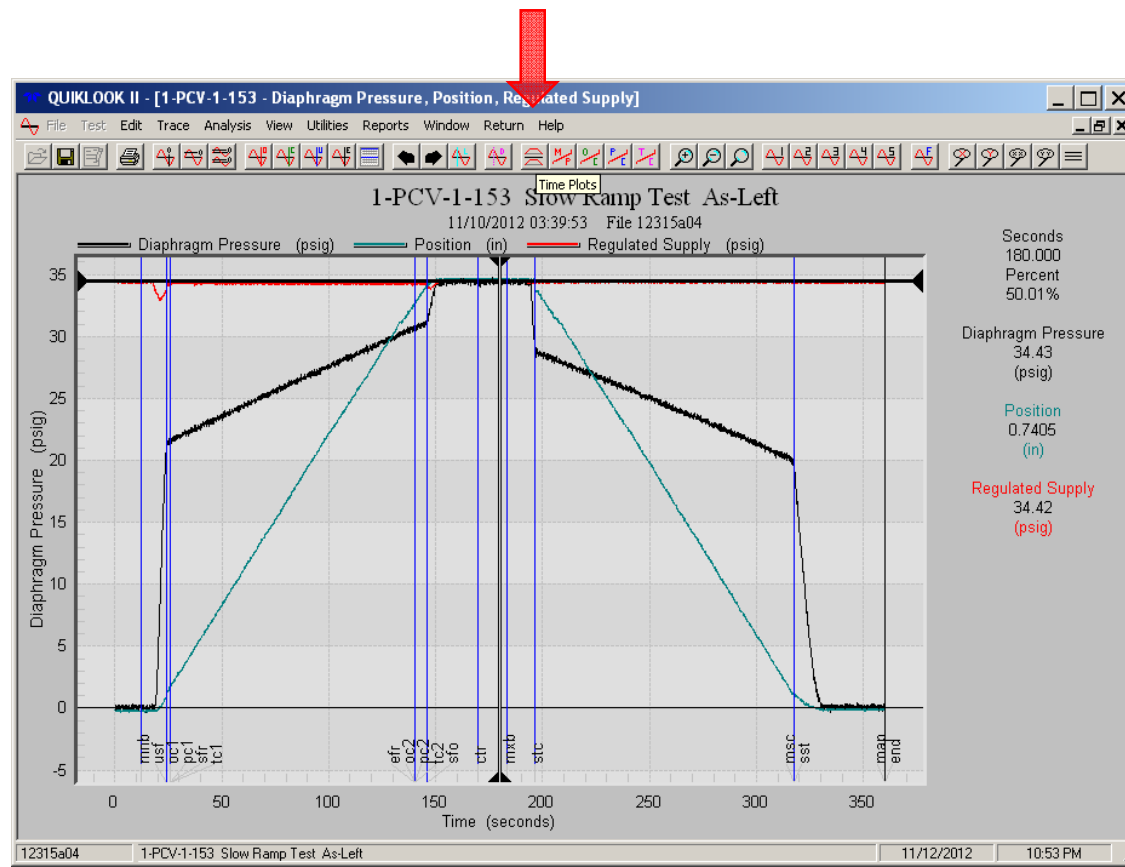 QUIKLOOK II - [1-PCV-1-153 - Diaphragm Pressure, Position, Regulated Supply]
File Test Edit Trace Analysis View Utilities Reports Window Return Help
Time Plots
1-PCV-1-153 Slow Ramp Test As-Left
11/10/2012 03:39:53 File 12315a04
Diaphragm Pressure (psig) Position (in) Regulated Supply (psig)
Seconds
180.000
Percent
50.01%
Diaphragm Pressure
34.43
(psig)
Position
0.7405
(in)
Regulated Supply
34.42
(psig)
Diaphragm Pressure (psig)
35
30
25
20
15
10
5
0
-5
usf
pc1
sfr
tc1
efr
oc2
pc2
tc2
sfo
ctr
mxb
stc
msc
sst
map
end
0 50 100 150 200 250 300 350
Time (seconds)
12315a04 1-PCV-1-153 Slow Ramp Test As-Left 11/12/2012 10:53 PM